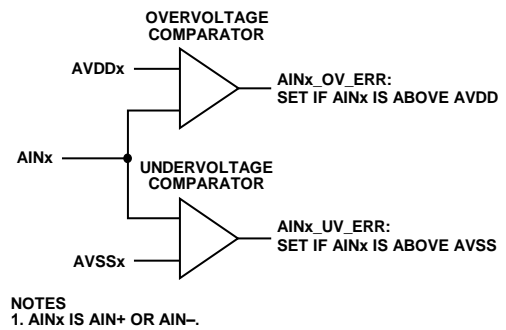 OVERVOLTAGE
COMPARATOR
AVDDx
AINx_OV_ERR:
SET IF AINx IS ABOVE AVDD
AINx
UNDERVOLTAGE
COMPARATOR
AINx_UV_ERR:
SET IF AINx IS ABOVE AVSS
AVSSx
NOTES
1. AINx IS AIN+ OR AIN–.